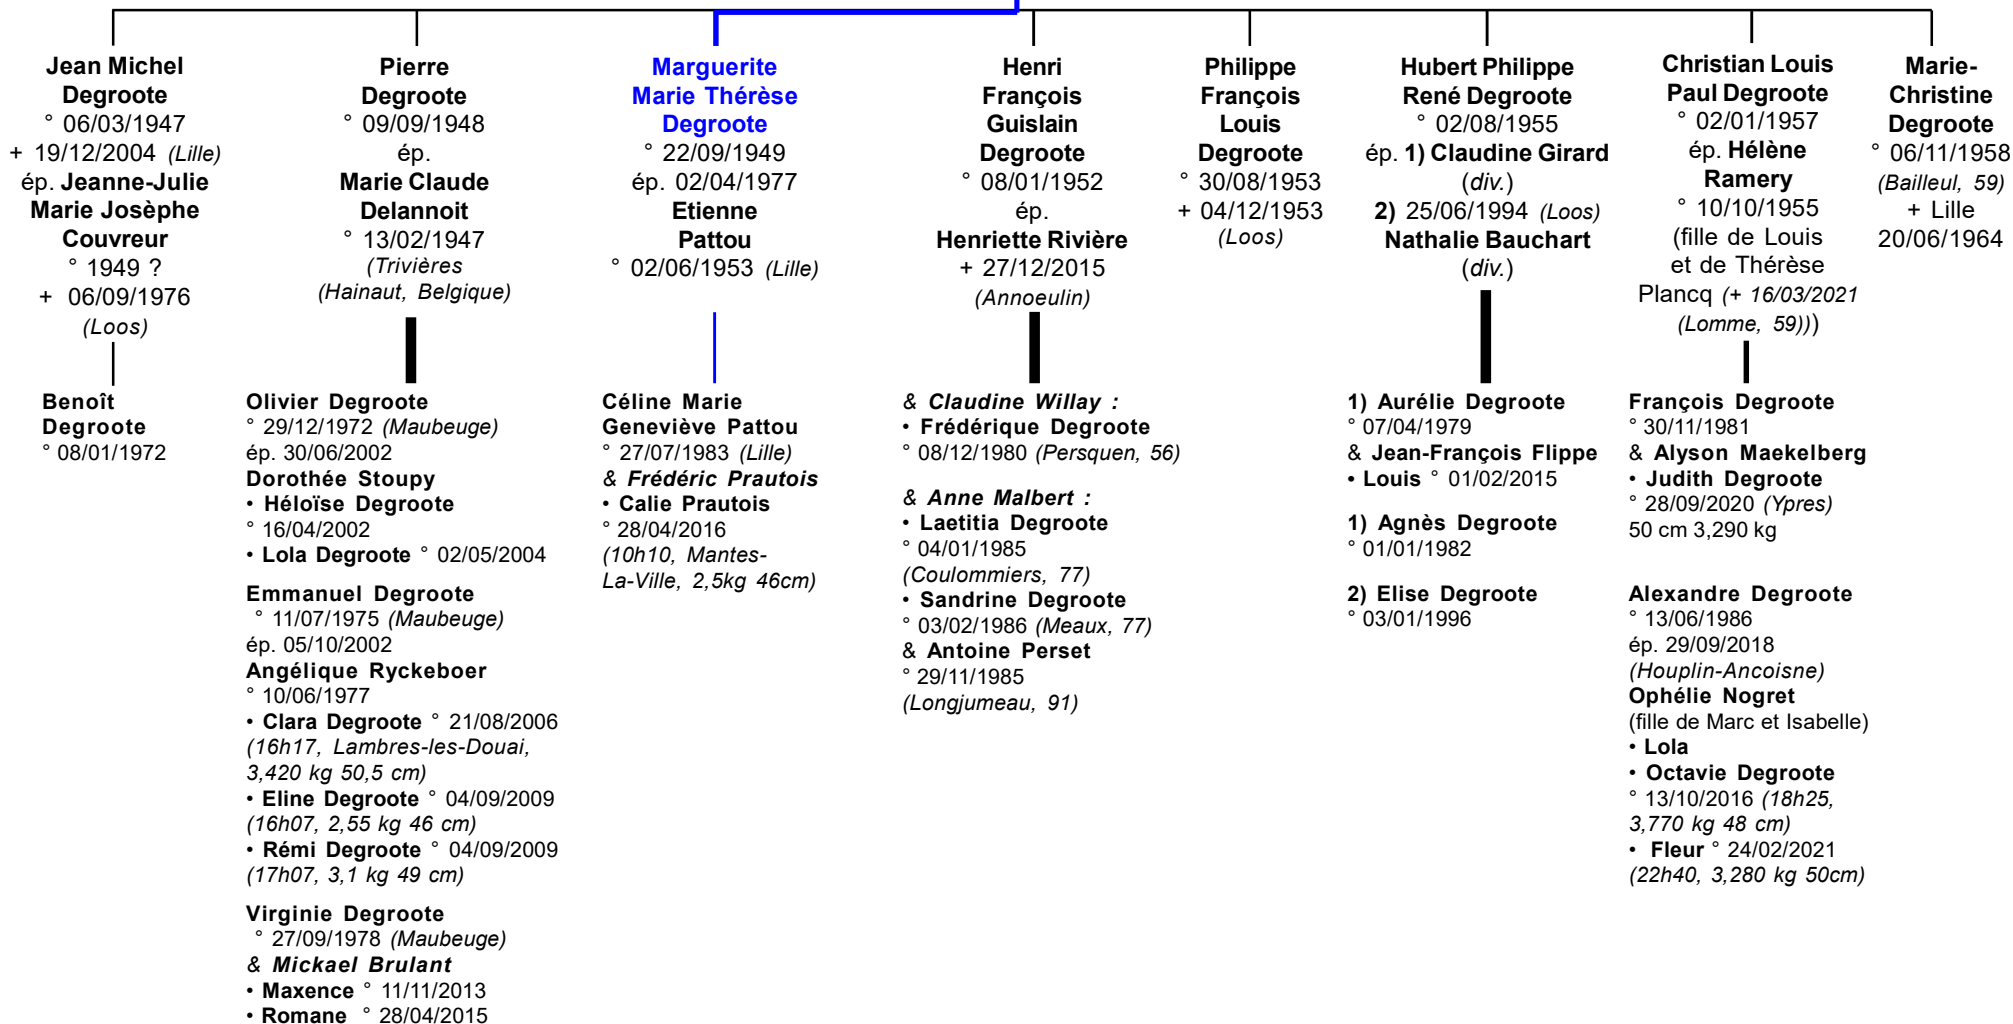 Jean Michel
Degroote
° 06/03/1947
+ 19/12/2004 (Lille)
ép. Jeanne-Julie
Marie Josèphe
Couvreur
° 1949 ?
+ 06/09/1976
(Loos)
Benoît
Degroote
° 08/01/1972
Pierre
Degroote
° 09/09/1948
ép.
Marie Claude
Delannoit
° 13/02/1947
(Trivières
(Hainaut, Belgique)
Olivier Degroote
° 29/12/1972 (Maubeuge)
ép. 30/06/2002
Dorothée Stoupy
• Héloïse Degroote
° 16/04/2002
• Lola Degroote ° 02/05/2004
Emmanuel Degroote
° 11/07/1975 (Maubeuge)
ép. 05/10/2002
Angélique Ryckeboer
° 10/06/1977
• Clara Degroote ° 21/08/2006
(16h17, Lambres-les-Douai,
3,420 kg 50,5 cm)
• Eline Degroote ° 04/09/2009
(16h07, 2,55 kg 46 cm)
• Rémi Degroote ° 04/09/2009
(17h07, 3,1 kg 49 cm)
Virginie Degroote
° 27/09/1978 (Maubeuge)
& Mickael Brulant
• Maxence ° 11/11/2013
• Romane ° 28/04/2015
Marguerite
Marie Thérèse
Degroote
° 22/09/1949
ép. 02/04/1977
Etienne
Pattou
° 02/06/1953 (Lille)
Céline Marie
Geneviève Pattou
° 27/07/1983 (Lille)
& Frédéric Prautois
• Calie Prautois
° 28/04/2016
(10h10, Mantes-
La-Ville, 2,5kg 46cm)
Henri
François
Guislain
Degroote
° 08/01/1952
ép.
Henriette Rivière
+ 27/12/2015
(Annoeulin)
& Claudine Willay :
• Frédérique Degroote
° 08/12/1980 (Persquen, 56)
& Anne Malbert :
• Laetitia Degroote
° 04/01/1985
(Coulommiers, 77)
• Sandrine Degroote
° 03/02/1986 (Meaux, 77)
& Antoine Perset
° 29/11/1985
(Longjumeau, 91)
Philippe
François
Louis
Degroote
° 30/08/1953
+ 04/12/1953
(Loos)
Hubert Philippe
René Degroote
° 02/08/1955
ép. 1) Claudine Girard
(div.)
2) 25/06/1994 (Loos)
Nathalie Bauchart
(div.)
1) Aurélie Degroote
° 07/04/1979
& Jean-François Flippe
• Louis ° 01/02/2015
1) Agnès Degroote
° 01/01/1982
2) Elise Degroote
° 03/01/1996
Christian Louis
Paul Degroote
° 02/01/1957
ép. Hélène
Ramery
° 10/10/1955
(fille de Louis
et de Thérèse
Plancq (+ 16/03/2021
(Lomme, 59)))
François Degroote
° 30/11/1981
& Alyson Maekelberg
• Judith Degroote
° 28/09/2020 (Ypres)
50 cm 3,290 kg
Alexandre Degroote
° 13/06/1986
ép. 29/09/2018
(Houplin-Ancoisne)
Ophélie Nogret
(fille de Marc et Isabelle)
• Lola
• Octavie Degroote
° 13/10/2016 (18h25,
3,770 kg 48 cm)
• Fleur ° 24/02/2021
(22h40, 3,280 kg 50cm)
Marie-
Christine
Degroote
° 06/11/1958
(Bailleul, 59)
+ Lille
20/06/1964